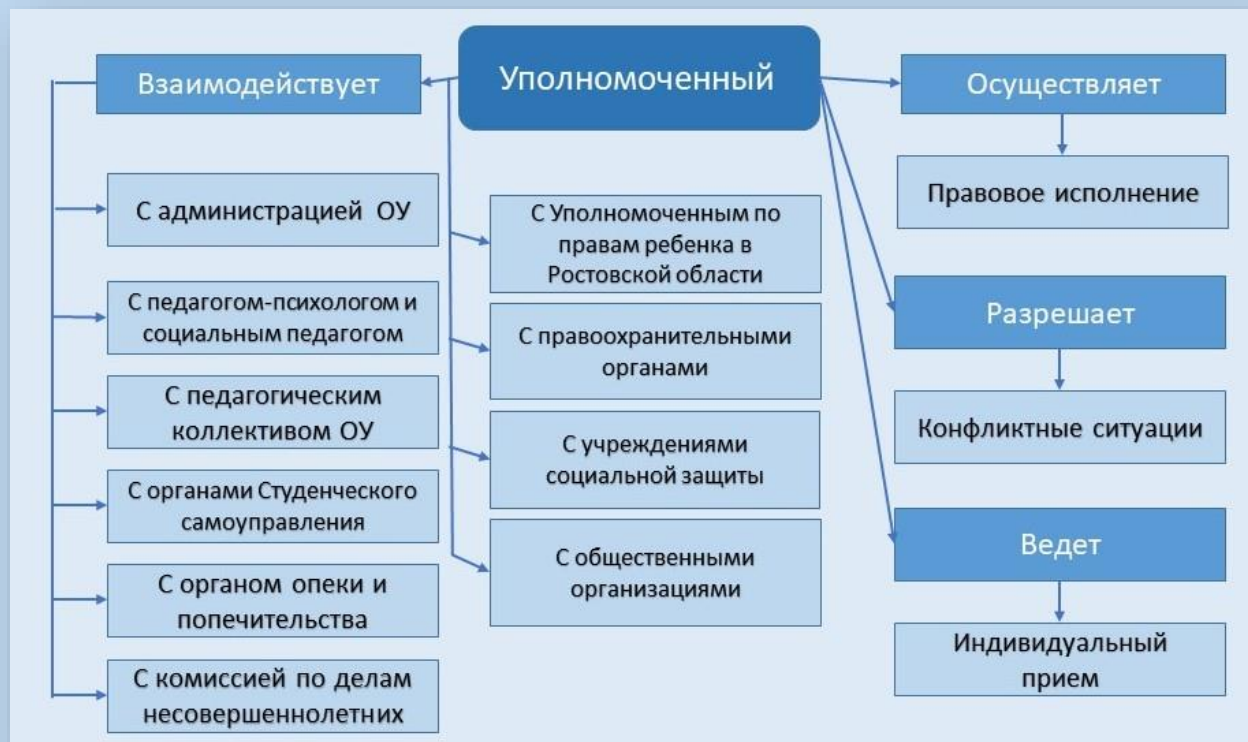 Уполномоченный
Взаимодействует
С администрацией ОУ
С педагогом-психологом и
социальным педагогом
С педагогическим
коллективом ОУ
С органами Студенческого
самоуправления
С органом опеки и
попечительства
С комиссией по делам
несовершеннолетних
С Уполномоченным по
правам ребенка в
Ростовской области
С правоохранительными
органами
С учреждениями
социальной защиты
С общественными
организациями
Осуществляет
Правовое исполнение
Разрешает
Конфликтные ситуации
Ведет
Индивидуальный
прием